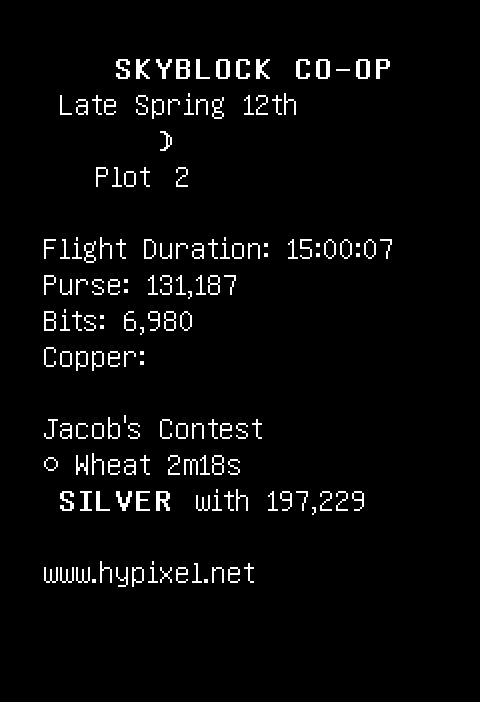 SKYBLOCK CO-OP
Late Spring 12th
☽
Plot 2
Flight Duration: 15:00:07
Purse: 131,187
Bits: 6,980
Copper:
Jacob's Contest
○ Wheat 2m18s
SILVER with 197,229
www.hypixel.net